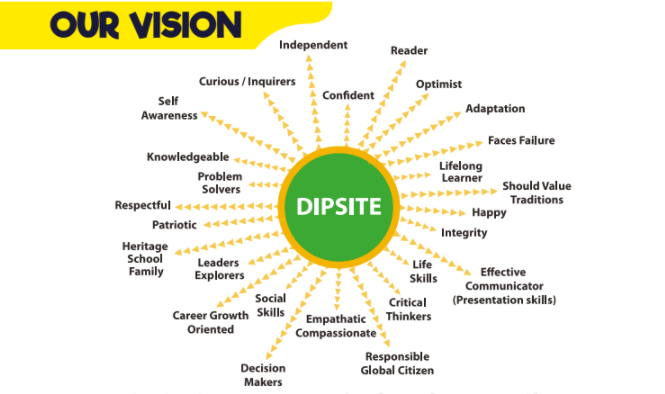 OUR VISION
Independent
Reader
Curious / Inquirers
Confident
Optimist
Self
Awareness
Adaptation
Faces Failure
Knowledgeable
Lifelong
Learner
Problem
Solvers
Should Value
Traditions
DIPSITE
Respectful
Happy
Patriotic
Integrity
Heritage
School
Family
Leaders
Explorers
Life
Skills
Effective
Communicator
(Presentation skills)
Social
Skills
Critical
Thinkers
Career Growth
Oriented
Empathatic
Compassionate
Responsible
Global Citizen
Decision
Makers